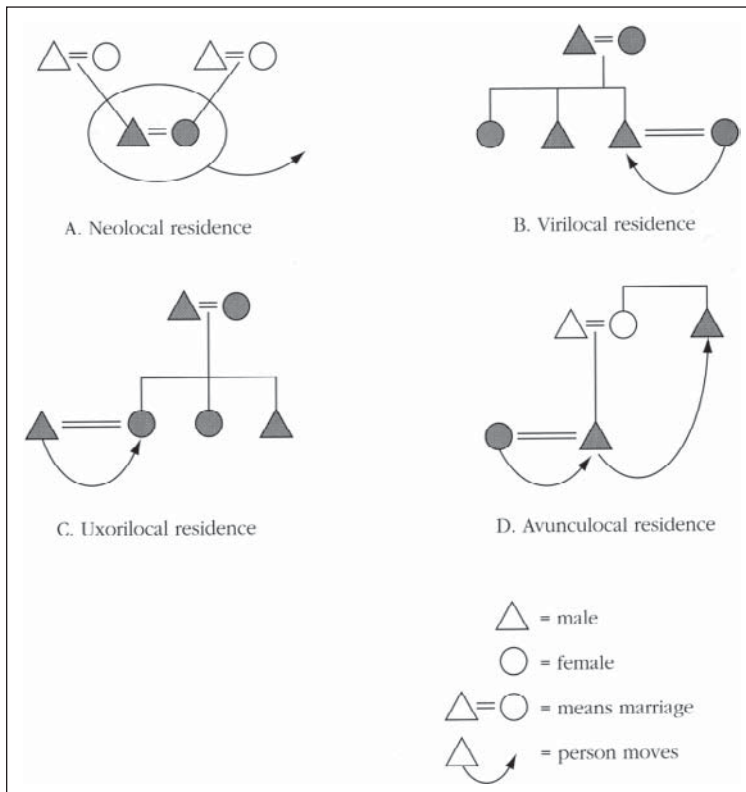 A. Neolocal residence
B. Virilocal residence
C. Uxorilocal residence
D. Avunculocal residence
= male
= female
= means marriage
= person moves